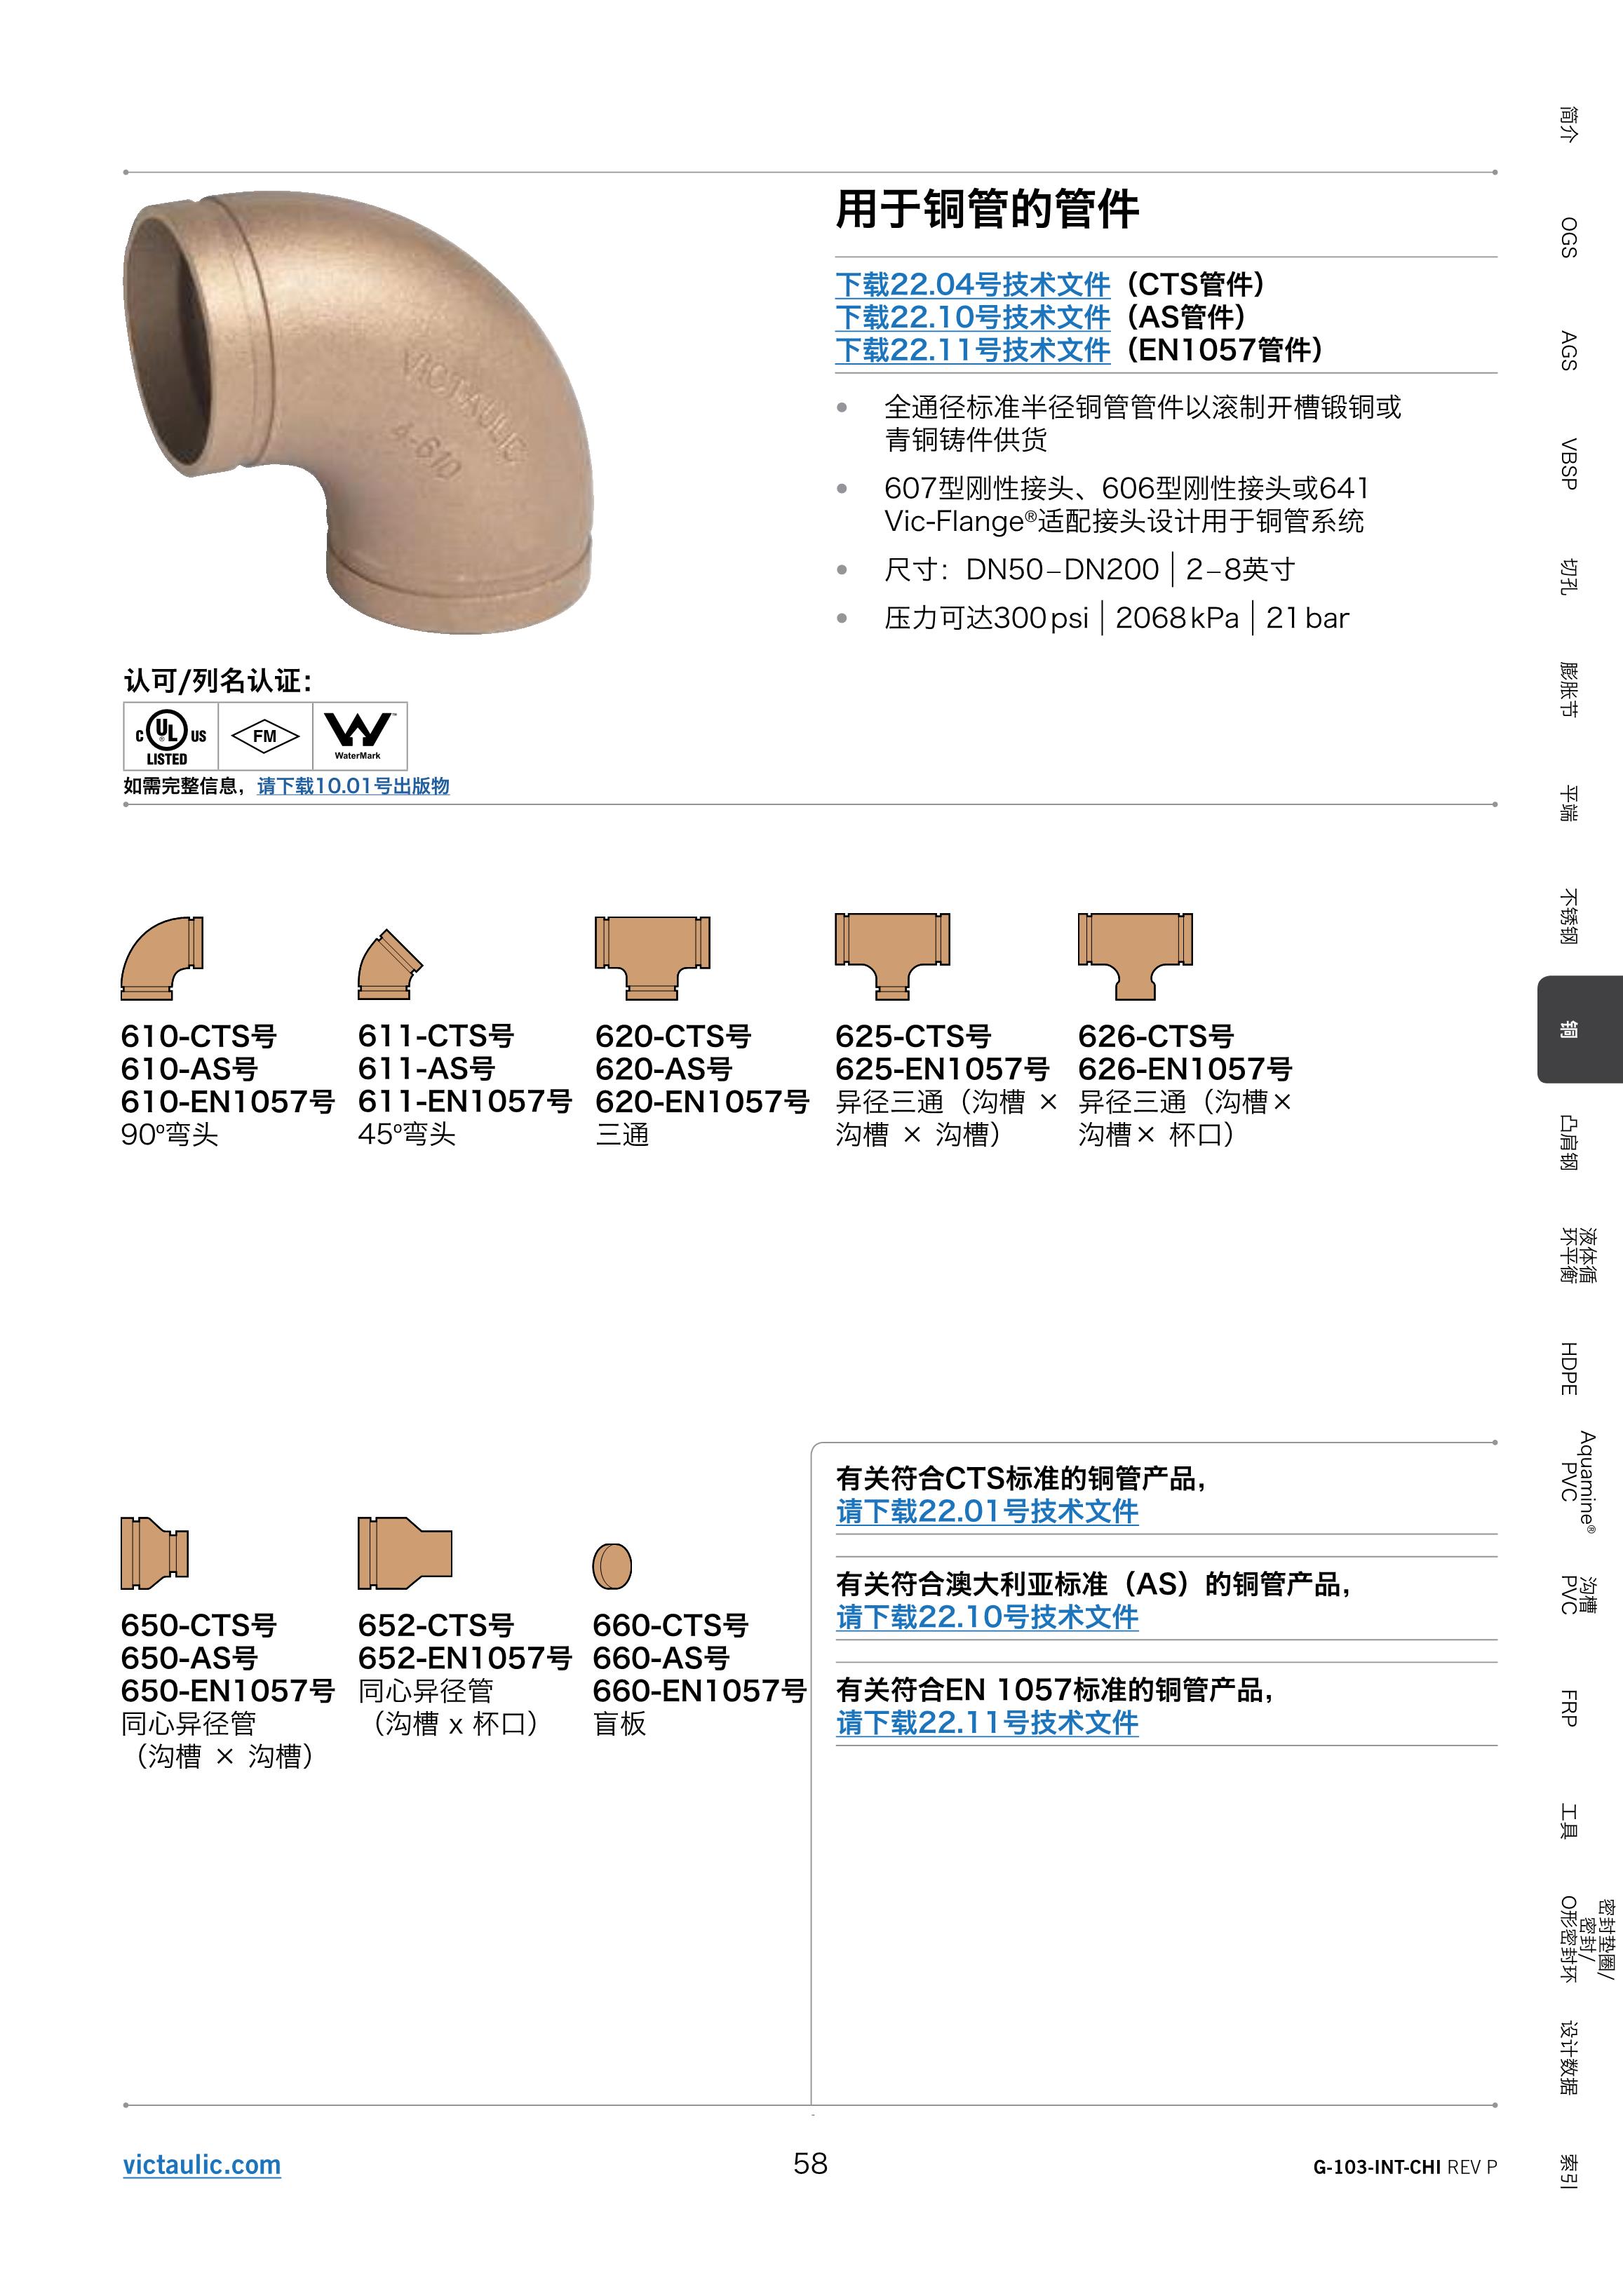 用于铜管的管件
下载22.04号技术文件（CTS管件）
下载22.10号技术文件（AS管件）
下载22.11号技术文件（EN1057管件）
• 全通径标准半径铜管管件以滚制开槽锻铜或
青铜铸件供货
• 607型刚性接头、606型刚性接头或641
Vic-Flange®适配接头设计用于铜管系统
• 尺寸：DN50–DN200 | 2–8英寸
• 压力可达300psi | 2068kPa | 21bar
VICTAULIC
4-610
认可/列名认证：
C UL US
LISTED
FM
W™
WaterMark
如需完整信息，请下载10.01号出版物
610-CTS号
610-AS号
610-EN1057号
90º弯头
611-CTS号
611-AS号
611-EN1057号
45º弯头
620-CTS号
620-AS号
620-EN1057号
三通
625-CTS号
625-EN1057号
异径三通（沟槽 ×
沟槽 × 沟槽）
626-CTS号
626-EN1057号
异径三通（沟槽×
沟槽× 杯口）
650-CTS号
650-AS号
650-EN1057号
同心异径管
（沟槽 × 沟槽）
652-CTS号
652-EN1057号
同心异径管
（沟槽 x 杯口）
660-CTS号
660-AS号
660-EN1057号
盲板
有关符合CTS标准的铜管产品，
请下载22.01号技术文件
有关符合澳大利亚标准（AS）的铜管产品，
请下载22.10号技术文件
有关符合EN 1057标准的铜管产品，
请下载22.11号技术文件
victaulic.com
58
G-103-INT-CHI REV P
简介
OGS
AGS
VBSP
切孔
膨胀节
平端
不锈钢
铜
凸肩钢
液体循
环平衡
HDPE
Aquamine®
PVC
沟槽
PVC
FRP
工具
密封垫圈/
密封/
O形密封环
设计数据
索引